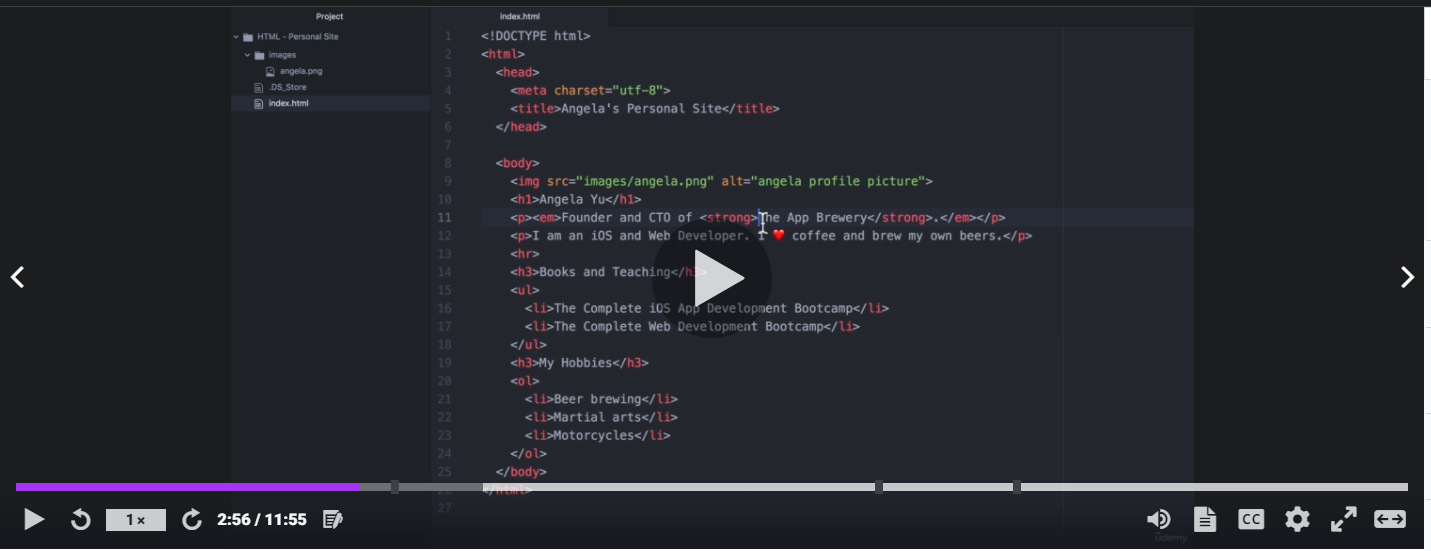 Project
HTML - Personal Site
images
angela.png
.DS_Store
index.html
index.html
1 <!DOCTYPE html>
2 <html>
3 <head>
4 <meta charset="utf-8">
5 <title>Angela's Personal Site</title>
6 </head>
7
8 <body>
9 <img src="images/angela.png" alt="angela profile picture">
10 <h1>Angela Yu</h1>
11 <p><em>Founder and CTO of <strong>The App Brewery</strong>.</em></p>
12 <p>I am an iOS and Web Developer. I ❤️ coffee and brew my own beers.</p>
13 <hr>
14 <h3>Books and Teaching</h3>
15 <ul>
16 <li>The Complete iOS App Development Bootcamp</li>
17 <li>The Complete Web Development Bootcamp</li>
18 </ul>
19 <h3>My Hobbies</h3>
20 <ol>
21 <li>Beer brewing</li>
22 <li>Martial arts</li>
23 <li>Motorcycles</li>
24 </ol>
25 </body>
26 </html>
27
1×
2:56 / 11:55
CC
udemy